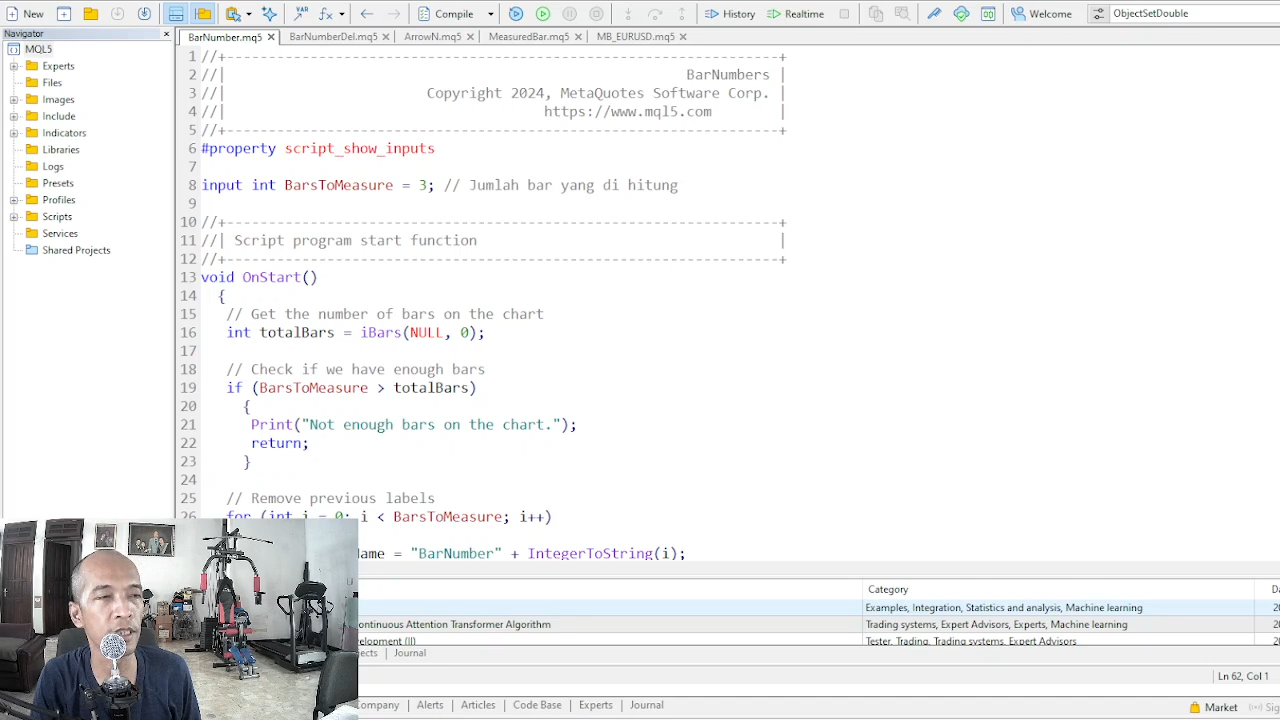 New
Compile
History
Realtime
Welcome
ObjectSetDouble
Navigator
BarNumber.mq5
BarNumberDel.mq5
ArrowN.mq5
MeasuredBar.mq5
MB_EURUSD.mq5
MQL5
Experts
Files
Images
Include
Indicators
Libraries
Logs
Presets
Profiles
Scripts
Services
Shared Projects
1 //+------------------------------------------------------------------+
2 //| BarNumbers |
3 //| Copyright 2024, MetaQuotes Software Corp. |
4 //| https://www.mql5.com |
5 //+------------------------------------------------------------------+
6 #property script_show_inputs
7
8 input int BarsToMeasure = 3; // Jumlah bar yang di hitung
9
10 //+------------------------------------------------------------------+
11 //| Script program start function |
12 //+------------------------------------------------------------------+
13 void OnStart()
14 {
15 // Get the number of bars on the chart
16 int totalBars = iBars(NULL, 0);
17
18 // Check if we have enough bars
19 if (BarsToMeasure > totalBars)
20 {
21 Print("Not enough bars on the chart.");
22 return;
23 }
24
25 // Remove previous labels
26 for (int i = 0; i < BarsToMeasure; i++)
ame = "BarNumber" + IntegerToString(i);
Category
Examples, Integration, Statistics and analysis, Machine learning
ontinuous Attention Transformer Algorithm
Trading systems, Expert Advisors, Experts, Machine learning
velopment (II)
Tester, Trading, Trading systems, Expert Advisors
jects
Journal
Ln 62, Col 1
ompany
Alerts
Articles
Code Base
Experts
Journal
Market